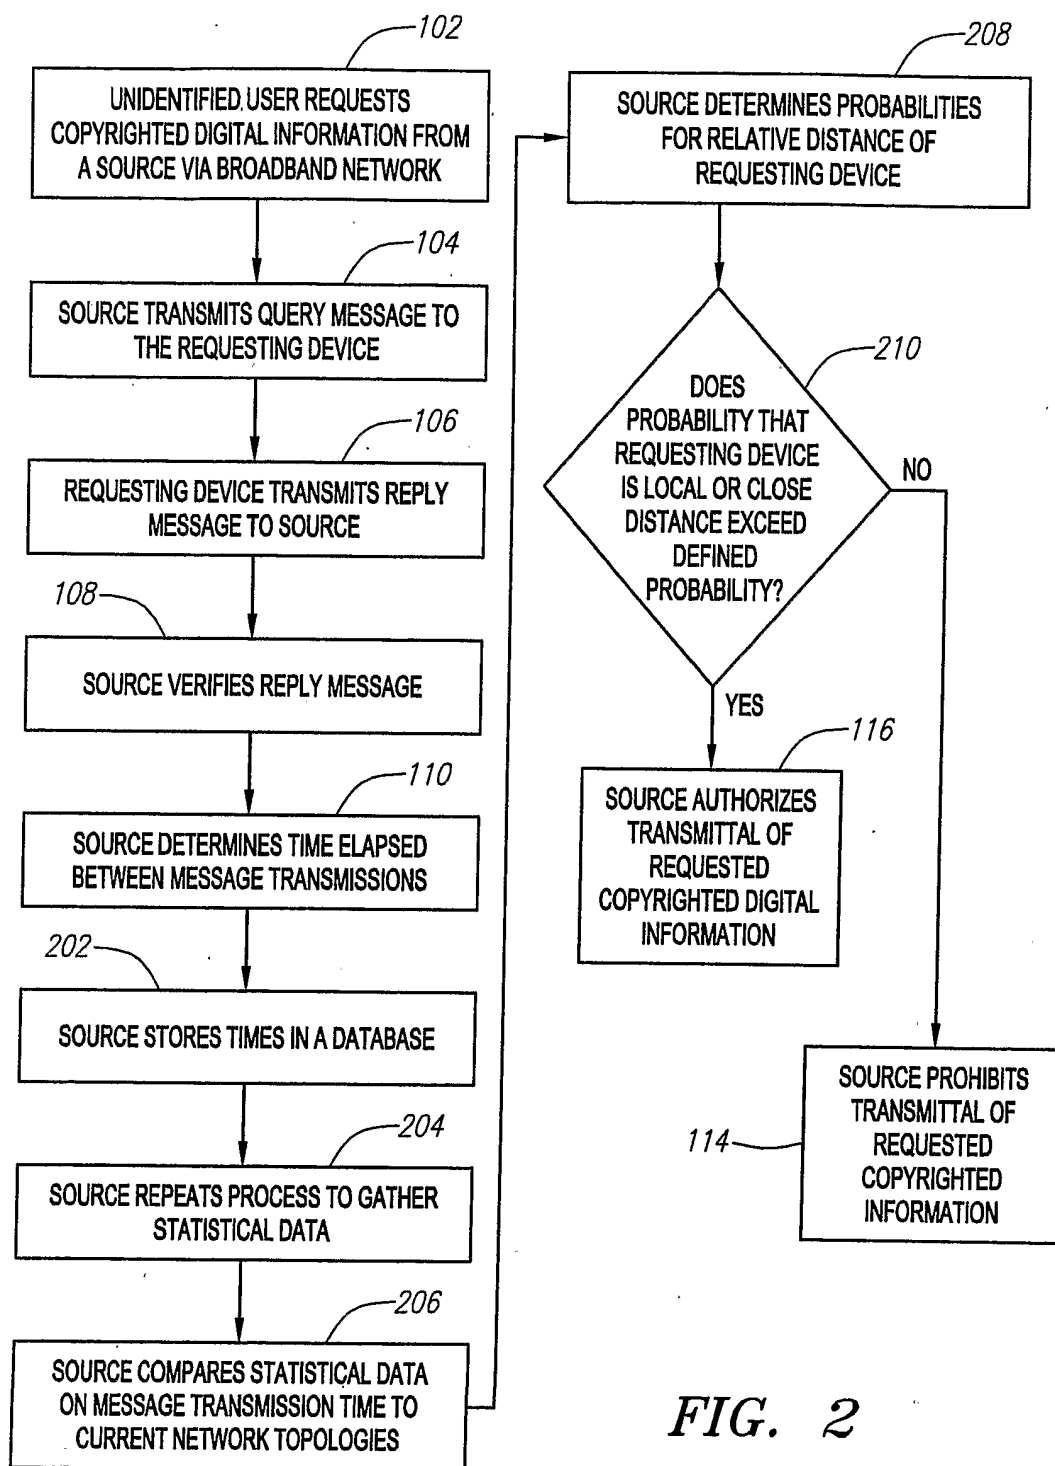 102
UNIDENTIFIED USER REQUESTS
COPYRIGHTED DIGITAL INFORMATION FROM
A SOURCE VIA BROADBAND NETWORK
104
SOURCE TRANSMITS QUERY MESSAGE TO
THE REQUESTING DEVICE
106
REQUESTING DEVICE TRANSMITS REPLY
MESSAGE TO SOURCE
108
SOURCE VERIFIES REPLY MESSAGE
110
SOURCE DETERMINES TIME ELAPSED
BETWEEN MESSAGE TRANSMISSIONS
202
SOURCE STORES TIMES IN A DATABASE
204
SOURCE REPEATS PROCESS TO GATHER
STATISTICAL DATA
206
SOURCE COMPARES STATISTICAL DATA
ON MESSAGE TRANSMISSION TIME TO
CURRENT NETWORK TOPOLOGIES
208
SOURCE DETERMINES PROBABILITIES
FOR RELATIVE DISTANCE OF
REQUESTING DEVICE
210
DOES
PROBABILITY THAT
REQUESTING DEVICE
IS LOCAL OR CLOSE
DISTANCE EXCEED
DEFINED
PROBABILITY?
NO
YES
116
SOURCE AUTHORIZES
TRANSMITTAL OF
REQUESTED
COPYRIGHTED DIGITAL
INFORMATION
114
SOURCE PROHIBITS
TRANSMITTAL OF
REQUESTED
COPYRIGHTED
INFORMATION
FIG. 2